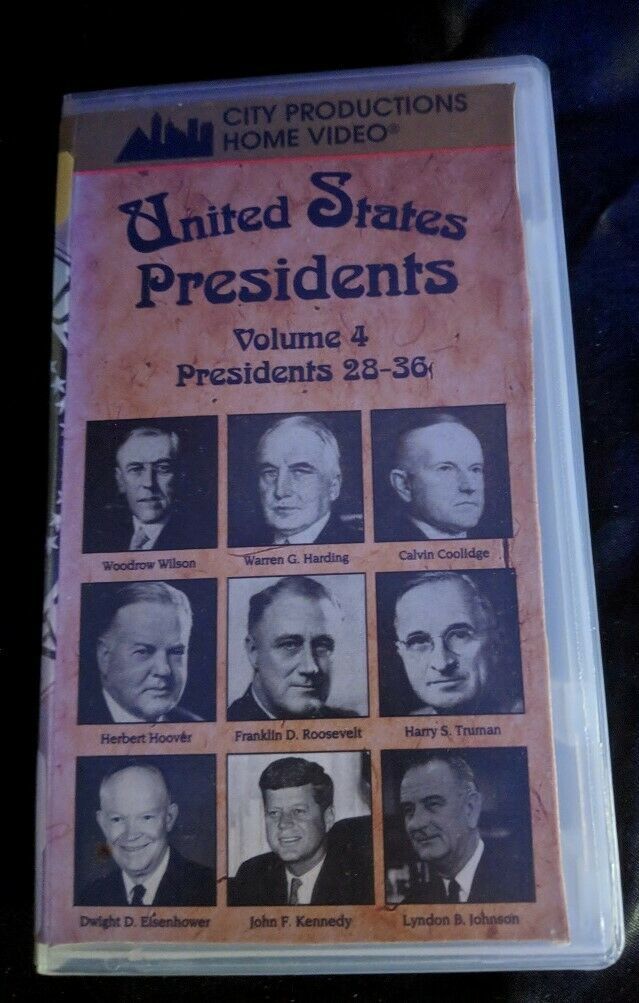 CITY PRODUCTIONS
HOME VIDEO®
United States
Presidents
Volume 4
Presidents 28-36
Woodrow Wilson
Warren G. Harding
Calvin Coolidge
Herbert Hoover
Franklin D. Roosevelt
Harry S. Truman
Dwight D. Eisenhower
John F. Kennedy
Lyndon B. Johnson